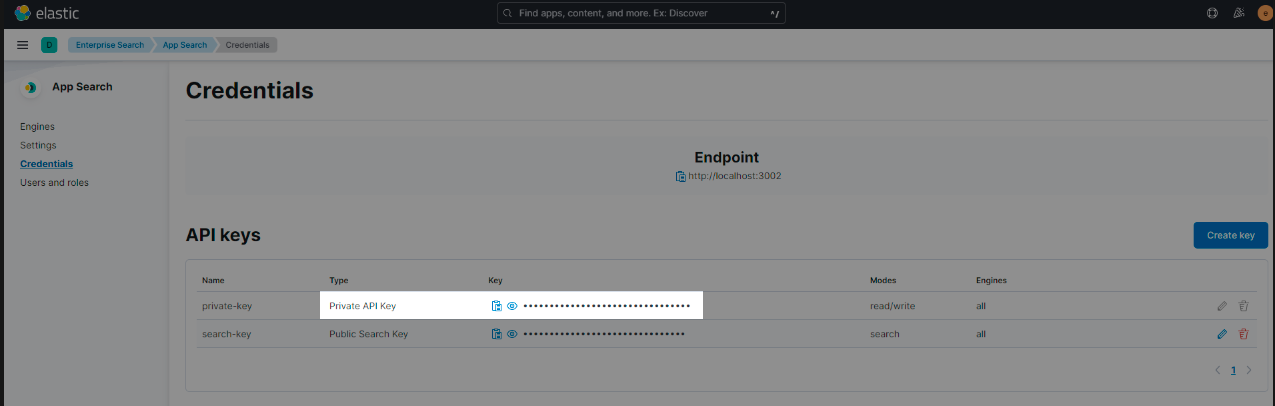 elastic
Find apps, content, and more. Ex: Discover
^/
e
D
Enterprise Search
App Search
Credentials
App Search
Engines
Settings
Credentials
Users and roles
Credentials
Endpoint
http://localhost:3002
API keys
Create key
Name Type Key Modes Engines
private-key Private API Key •••••••••••••••••••••••••••••••• read/write all
search-key Public Search Key ••••••••••••••••••••••••••••••• search all
1